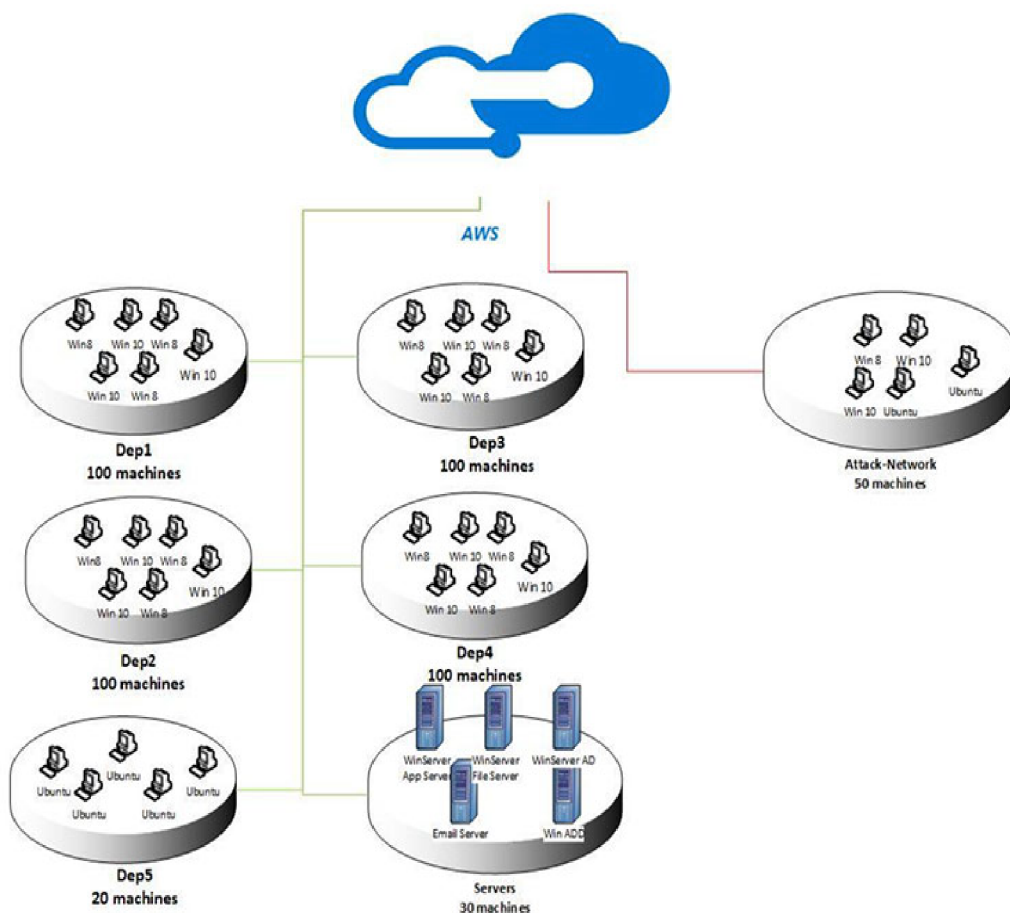 AWS
Win8
Win 10
Win 8
Win 10
Win 10
Win 8
Dep1
100 machines
Win8
Win 10
Win 8
Win 10
Win 10
Win 8
Dep3
100 machines
Win 8
Win 10
Ubuntu
Win 10
Ubuntu
Attack-Network
50 machines
Win8
Win 10
Win 8
Win 10
Win 10
Win 8
Dep2
100 machines
Win8
Win 10
Win 8
Win 10
Win 10
Win 8
Dep4
100 machines
Ubuntu
Ubuntu
Ubuntu
Ubuntu
Ubuntu
Dep5
20 machines
WinServer
App Server
WinServer
File Server
WinServer AD
Email Server
Win ADD
Servers
30 machines